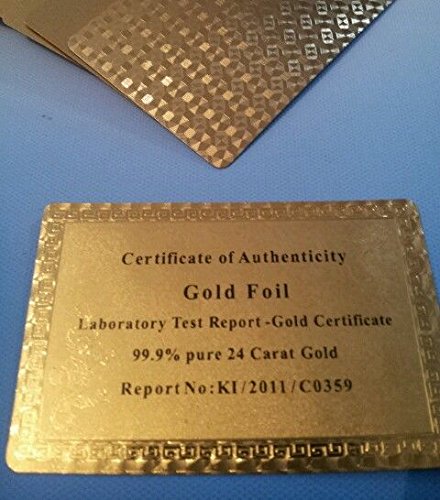 Certificate of Authenticity
Gold Foil
Laboratory Test Report-Gold Certificate
99.9% pure 24 Carat Gold
Report No:KI/2011/C0359